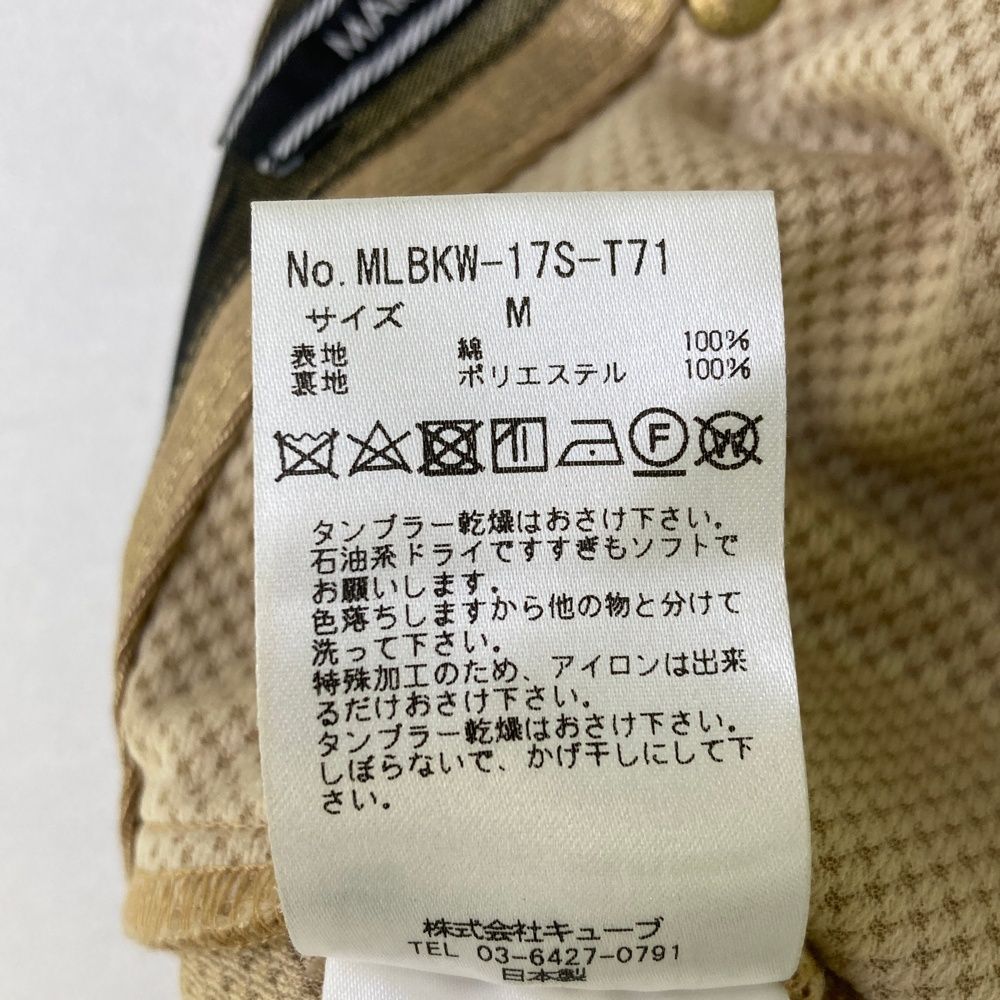 MA
No.MLBKW-17S-T71
サイズ M
表地 綿 100%
裏地 ポリエステル 100%
F
W
タンブラー乾燥はおさけ下さい。
石油系ドライですすぎもソフトで
お願いします。
色落ちしますから他の物と分けて
洗って下さい。
特殊加工のため、アイロンは出来
るだけおさけ下さい。
タンブラー乾燥はおさけ下さい。
しぼらないで、かげ干しにして下
さい。
株式会社キューブ
TEL 03-6427-0791
日本製